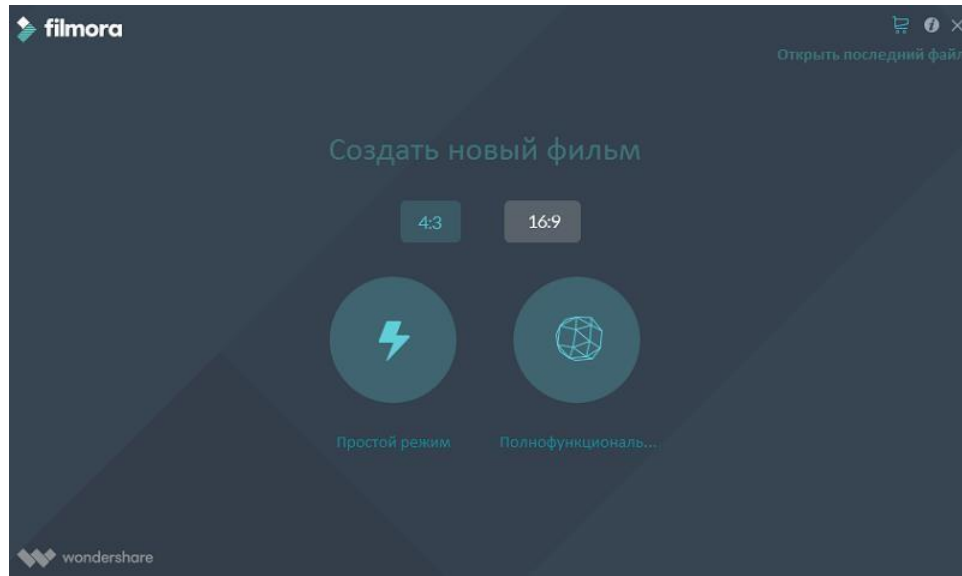 filmora
Открыть последний файл
Создать новый фильм
4:3 16:9
Простой режим Полнофункциональ...
wondershare